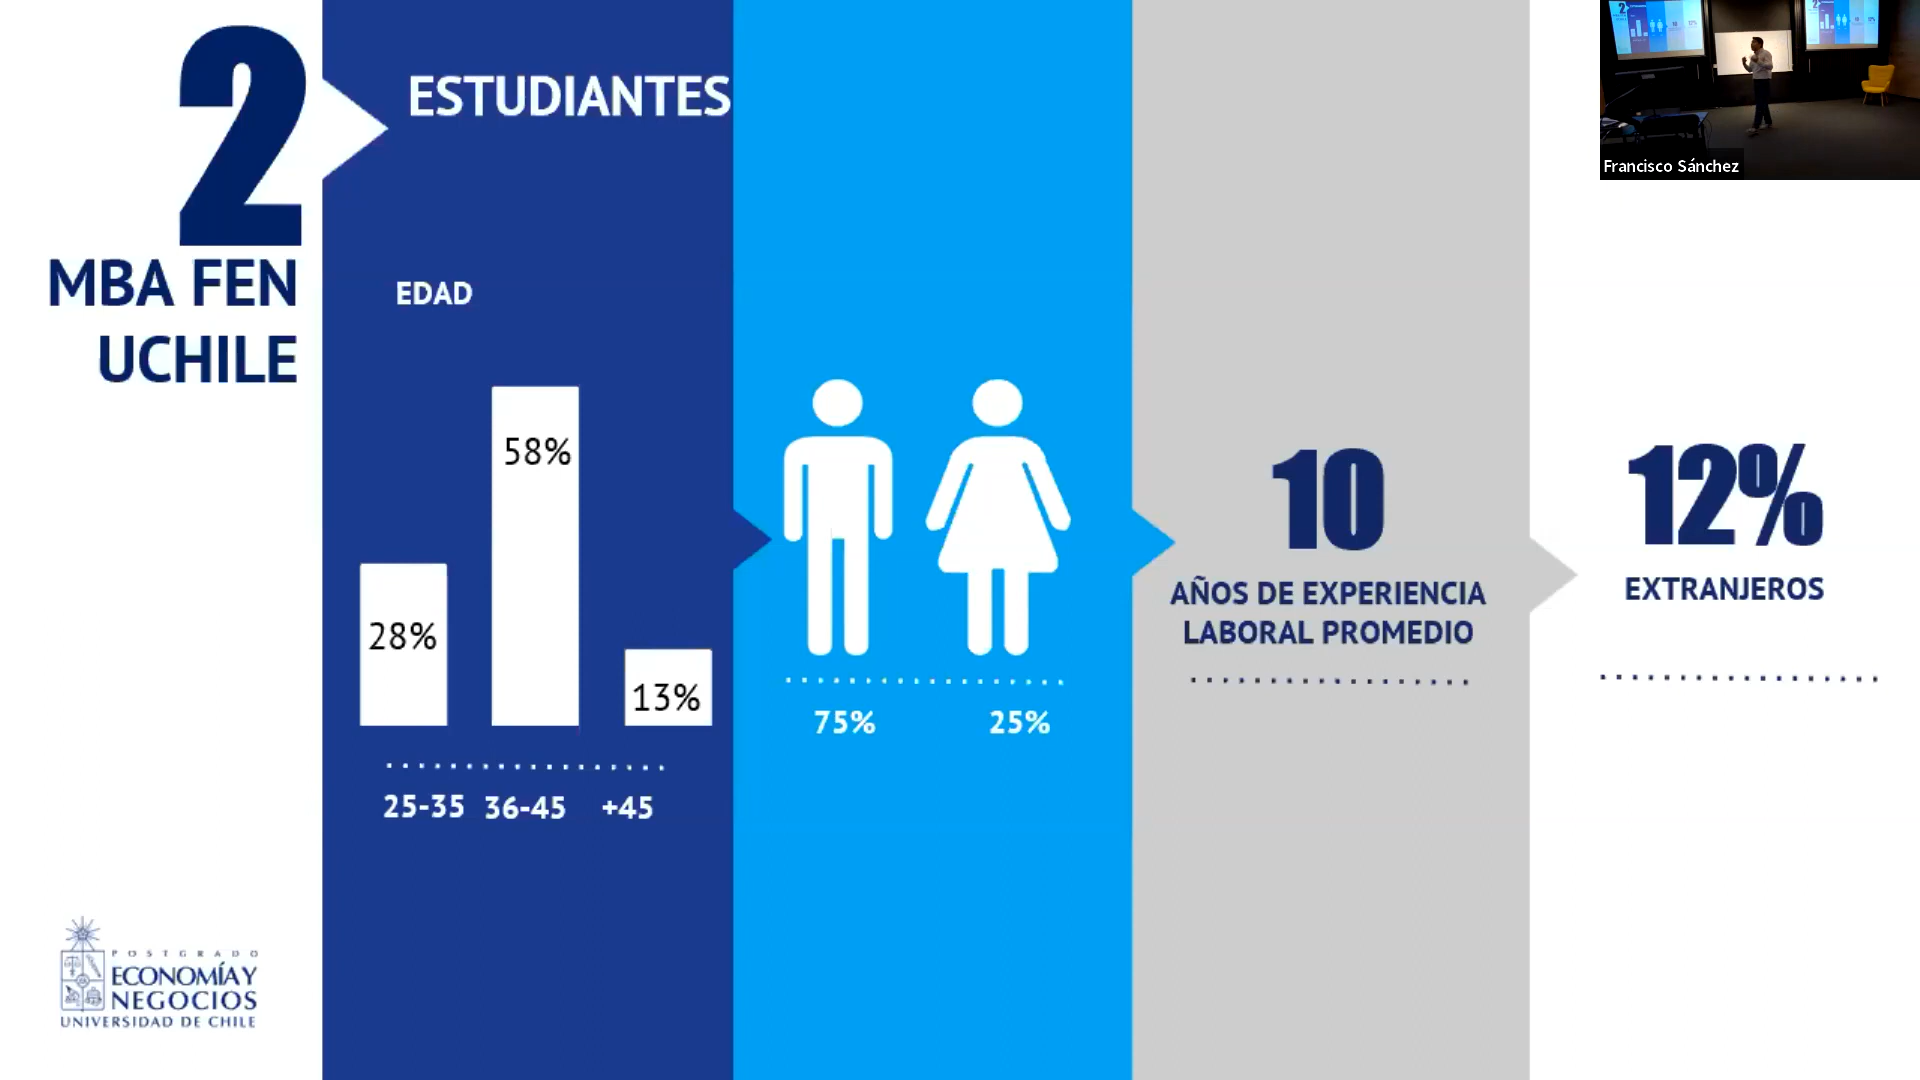 2
MBA FEN
UCHILE
ESTUDIANTES
EDAD
28%
58%
13%
25-35 36-45 +45
75% 25%
10
AÑOS DE EXPERIENCIA
LABORAL PROMEDIO
12%
EXTRANJEROS
Francisco Sánchez
POSTGRADO
ECONOMÍA Y
NEGOCIOS
UNIVERSIDAD DE CHILE